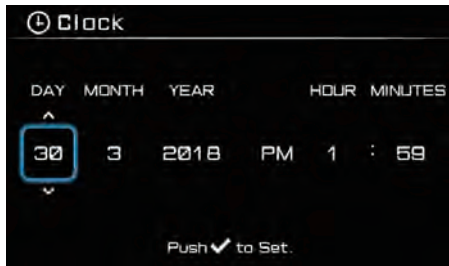 Clock
DAY MONTH YEAR HOUR MINUTES
30 3 2018 PM 1 : 59
Push ✔ to Set.